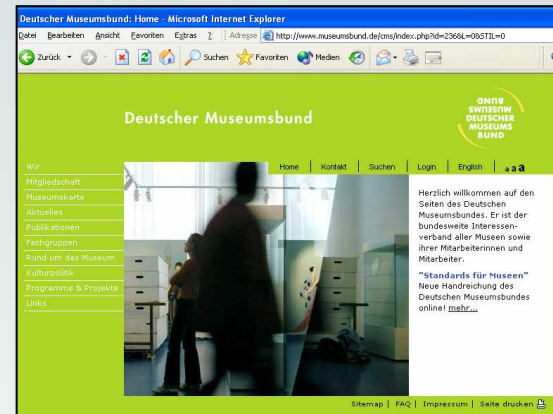 Deutscher Museumsbund: Home - Microsoft Internet Explorer
Datei Bearbeiten Ansicht Favoriten Extras ? Adresse http://www.museumsbund.de/cms/index.php?id=236&L=0&STIL=0
Zurück Suchen Favoriten Medien
Deutscher Museumsbund
BUND
MUSEUMS
DEUTSCHER
MUSEUMS
BUND
Home | Kontakt | Suchen | Login | English | a a a
Wir
Mitgliedschaft
Museumskarte
Aktuelles
Publikationen
Fachgruppen
Rund um das Museum
Kulturpolitik
Programme & Projekte
Links
Herzlich willkommen auf den
Seiten des Deutschen
Museumsbundes. Er ist der
bundesweite Interessen-
verband aller Museen sowie
ihrer Mitarbeiterinnen und
Mitarbeiter.
"Standards für Museen"
Neue Handreichung des
Deutschen Museumsbundes
online! mehr...
Sitemap | FAQ | Impressum | Seite drucken